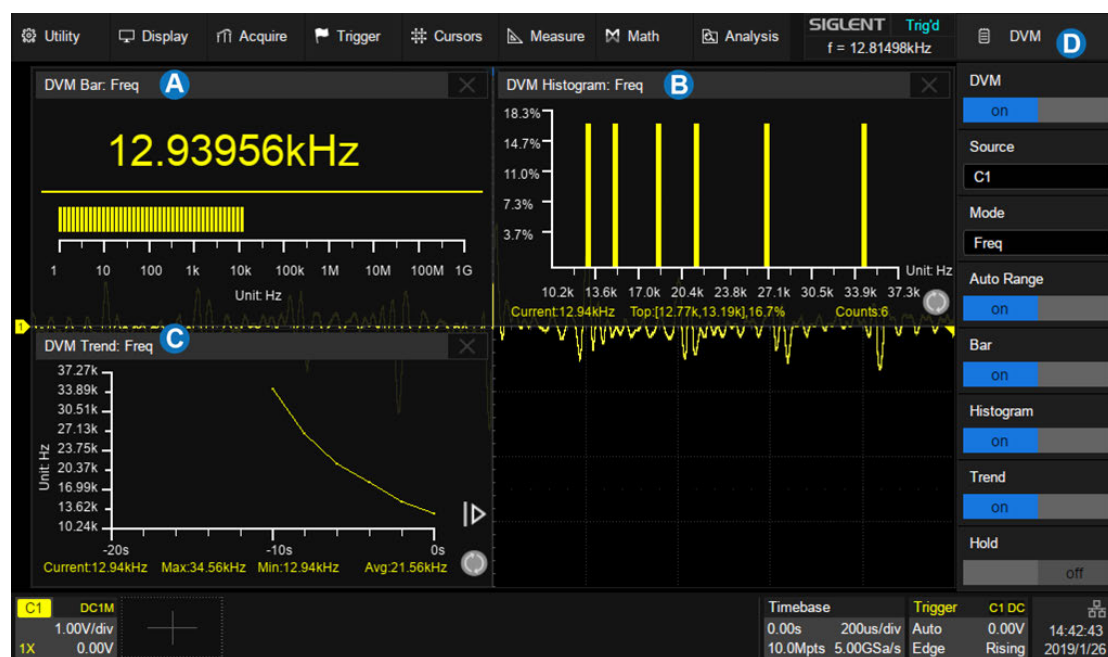 Utility Display Acquire Trigger Cursors Measure Math Analysis
SIGLENT Trig'd
f = 12.81498kHz
DVM D
DVM Bar: Freq A
12.93956kHz
1 10 100 1k 10k 100k 1M 10M 100M 1G
Unit: Hz
DVM Histogram: Freq B
18.3%
14.7%
11.0%
7.3%
3.7%
Unit: Hz
10.2k 13.6k 17.0k 20.4k 23.8k 27.1k 30.5k 33.9k 37.3k
Current:12.94kHz Top:[12.77k,13.19k],16.7% Counts:6
1
DVM Trend: Freq C
37.27k
33.89k
30.51k
27.13k
23.75k
20.37k
16.99k
13.62k
10.24k
Unit: Hz
-20s -10s 0s
Current:12.94kHz Max:34.56kHz Min:12.94kHz Avg:21.56kHz
DVM
on
Source
C1
Mode
Freq
Auto Range
on
Bar
on
Histogram
on
Trend
on
Hold
off
C1 DC1M
1.00V/div
1X 0.00V
Timebase
0.00s 200us/div
10.0Mpts 5.00GSa/s
Trigger C1 DC
Auto 0.00V
Edge Rising
14:42:43
2019/1/26